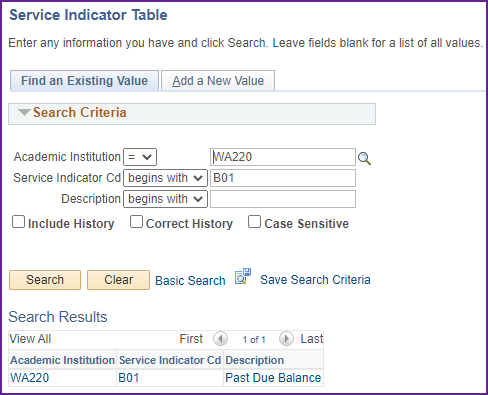 Service Indicator Table
Enter any information you have and click Search. Leave fields blank for a list of all values.
Find an Existing Value Add a New Value
Search Criteria
Academic Institution = WA220
Service Indicator Cd begins with B01
Description begins with
Include History Correct History Case Sensitive
Search Clear Basic Search Save Search Criteria
Search Results
View All First 1 of 1 Last
Academic Institution Service Indicator Cd Description
WA220 B01 Past Due Balance